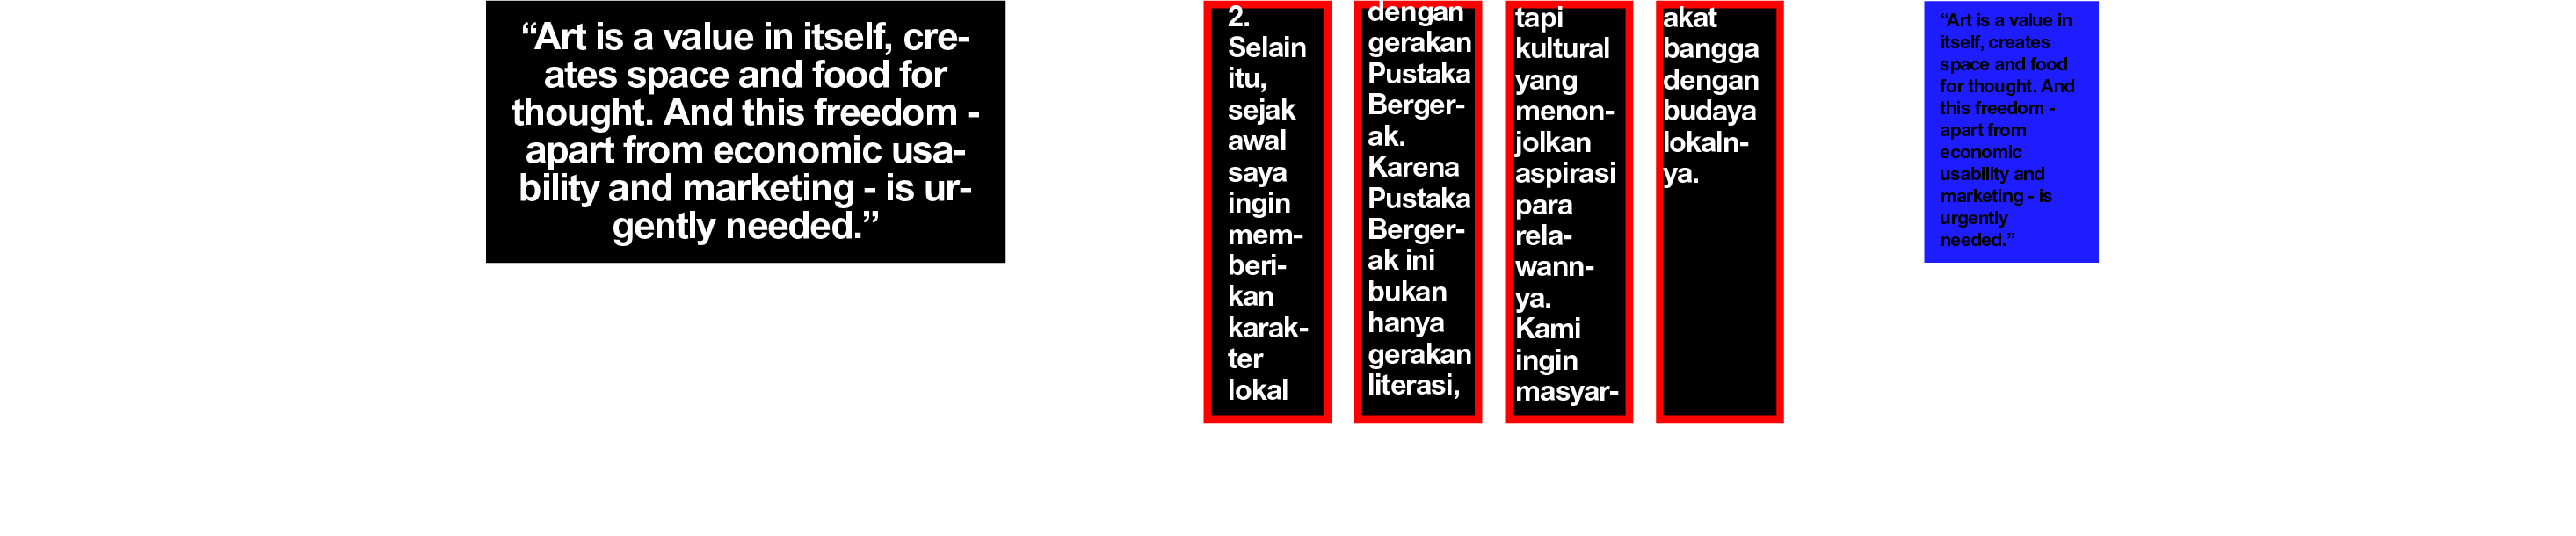 “Art is a value in itself, cre-
ates space and food for
thought. And this freedom -
apart from economic usa-
bility and marketing - is ur-
gently needed.”
2.
Selain
itu,
sejak
awal
saya
ingin
mem-
beri-
kan
karak-
ter
lokal
dengan
gerakan
Pustaka
Berger-
ak.
Karena
Pustaka
Berger-
ak ini
bukan
hanya
gerakan
literasi,
tapi
kultural
yang
menon-
jolkan
aspirasi
para
rela-
wann-
ya.
Kami
ingin
masyar-
akat
bangga
dengan
budaya
lokaln-
ya.
“Art is a value in
itself, creates
space and food
for thought. And
this freedom -
apart from
economic
usability and
marketing - is
urgently
needed.”